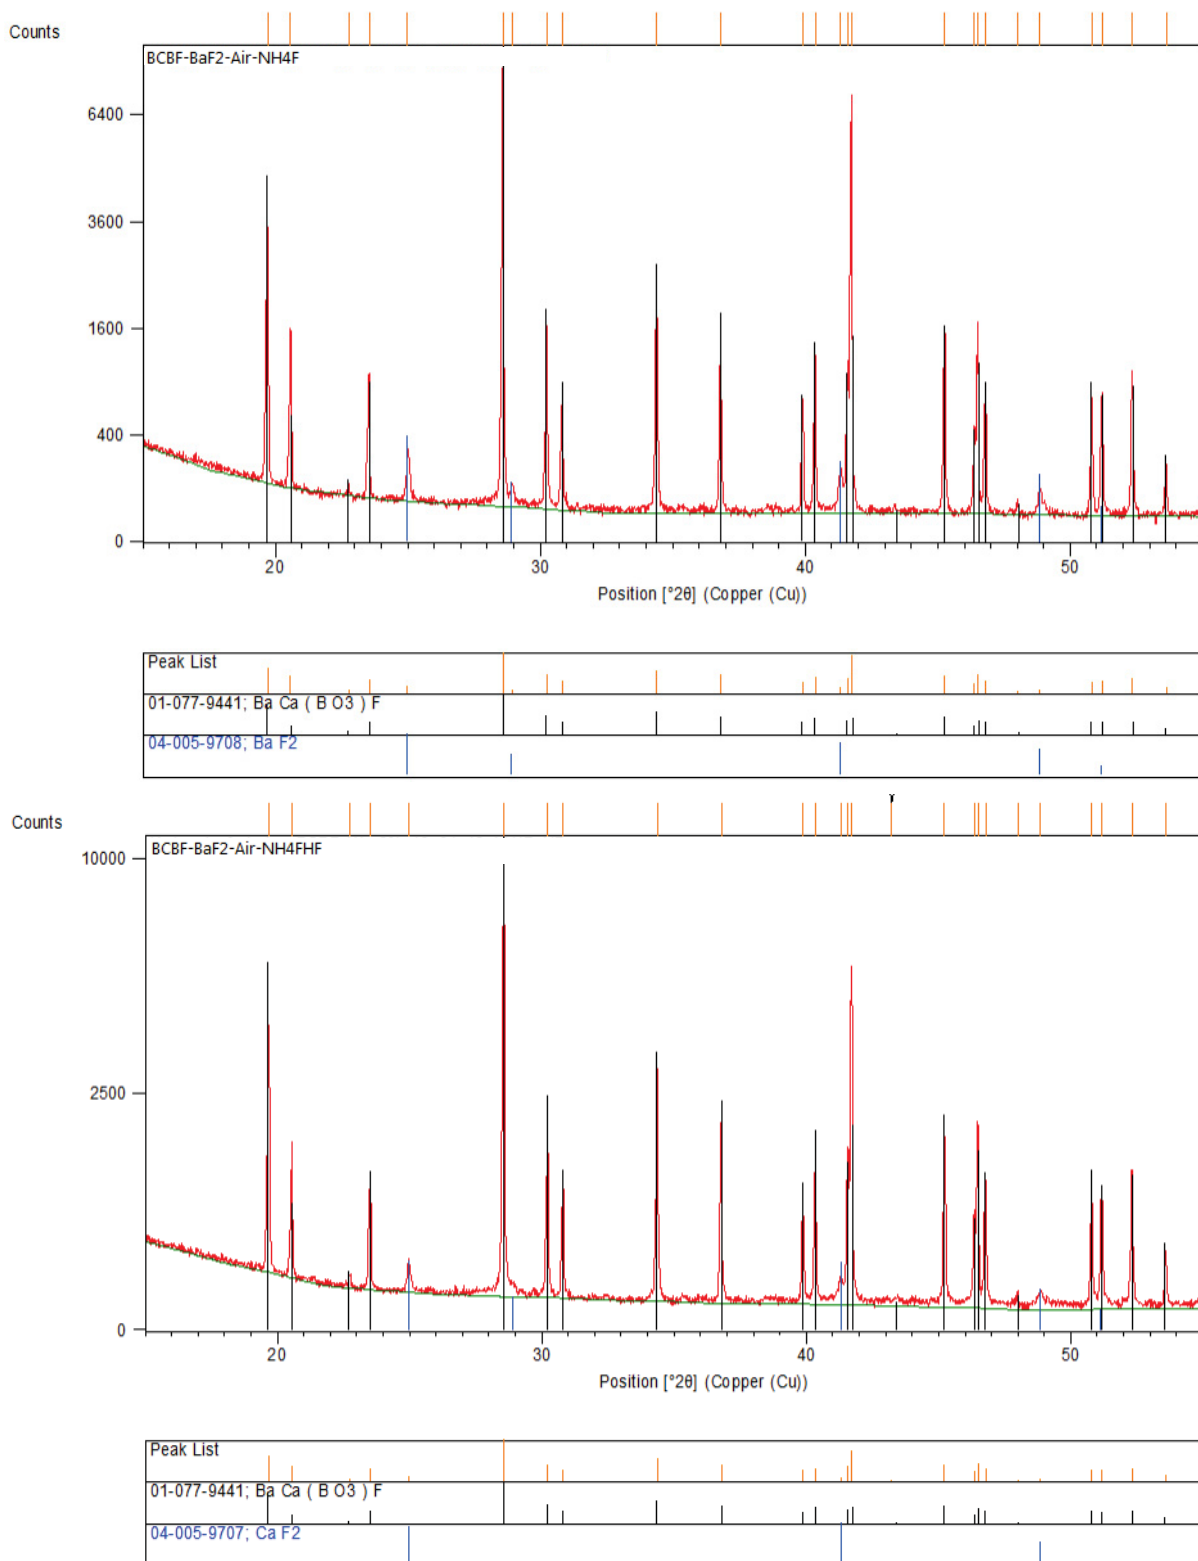 Counts
BCBF-BaF2-Air-NH4F
6400
3600
1600
400
0
20 30 40 50
Position [°2θ] (Copper (Cu))
Peak List
01-077-9441; Ba Ca ( B O3 ) F
04-005-9708; Ba F2
Counts
BCBF-BaF2-Air-NH4FHF
10000
2500
0
20 30 40 50
Position [°2θ] (Copper (Cu))
Peak List
01-077-9441; Ba Ca ( B O3 ) F
04-005-9707; Ca F2